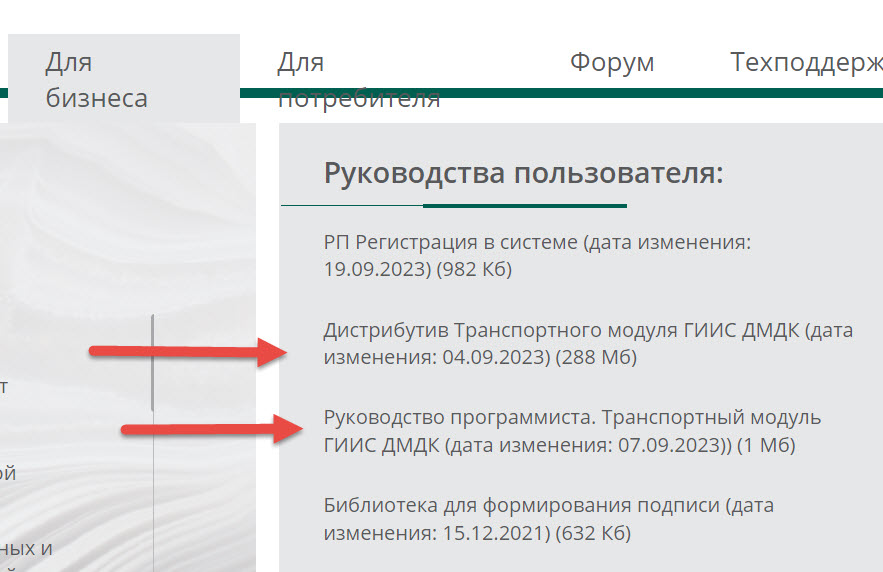 Для
бизнеса
Для
потребителя
Форум
Техподдерж
Руководства пользователя:
РП Регистрация в системе (дата изменения:
19.09.2023) (982 Кб)
Дистрибутив Транспортного модуля ГИИС ДМДК (дата
изменения: 04.09.2023) (288 Мб)
Руководство программиста. Транспортный модуль
ГИИС ДМДК (дата изменения: 07.09.2023)) (1 Мб)
Библиотека для формирования подписи (дата
изменения: 15.12.2021) (632 Кб)
т
ой
ных и